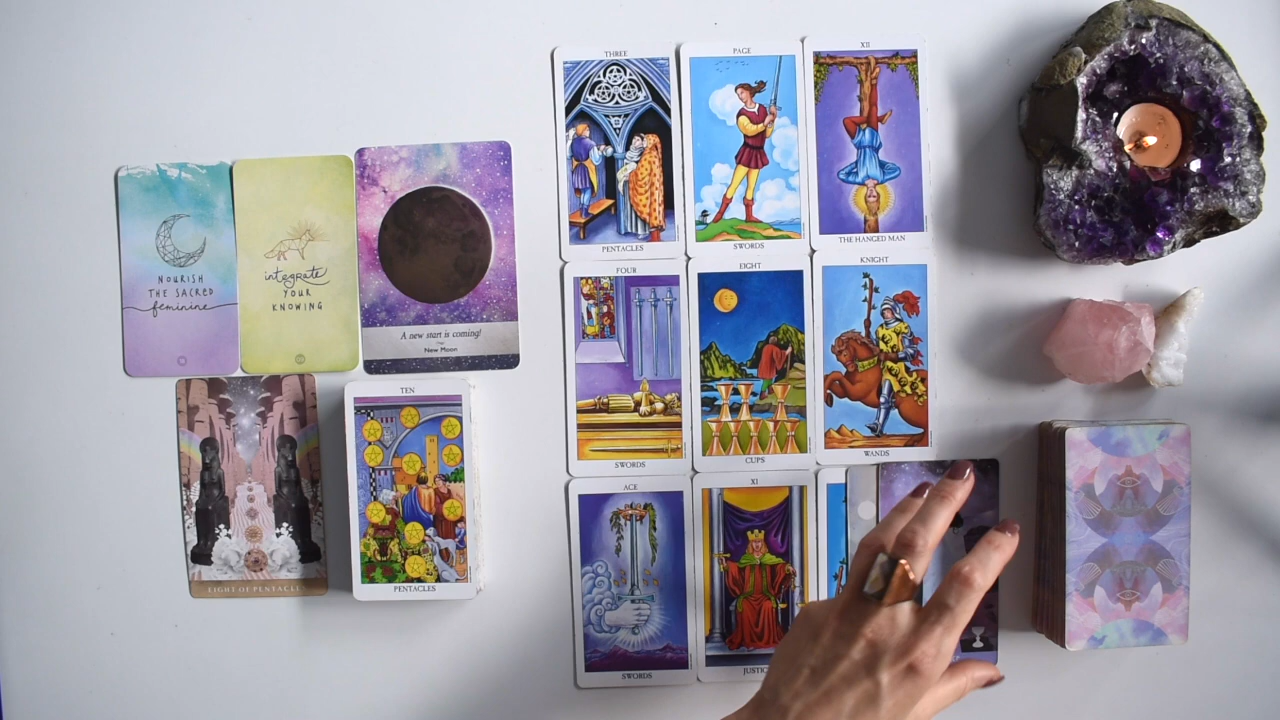 NOURISH
THE SACRED
feminine
integrate
YOUR
KNOWING
A new start is coming!
New Moon
EIGHT OF PENTACLES
TEN
PENTACLES
THREE
PENTACLES
PAGE
SWORDS
XII
THE HANGED MAN
FOUR
SWORDS
EIGHT
CUPS
KNIGHT
WANDS
ACE
SWORDS
XI
JUSTIC